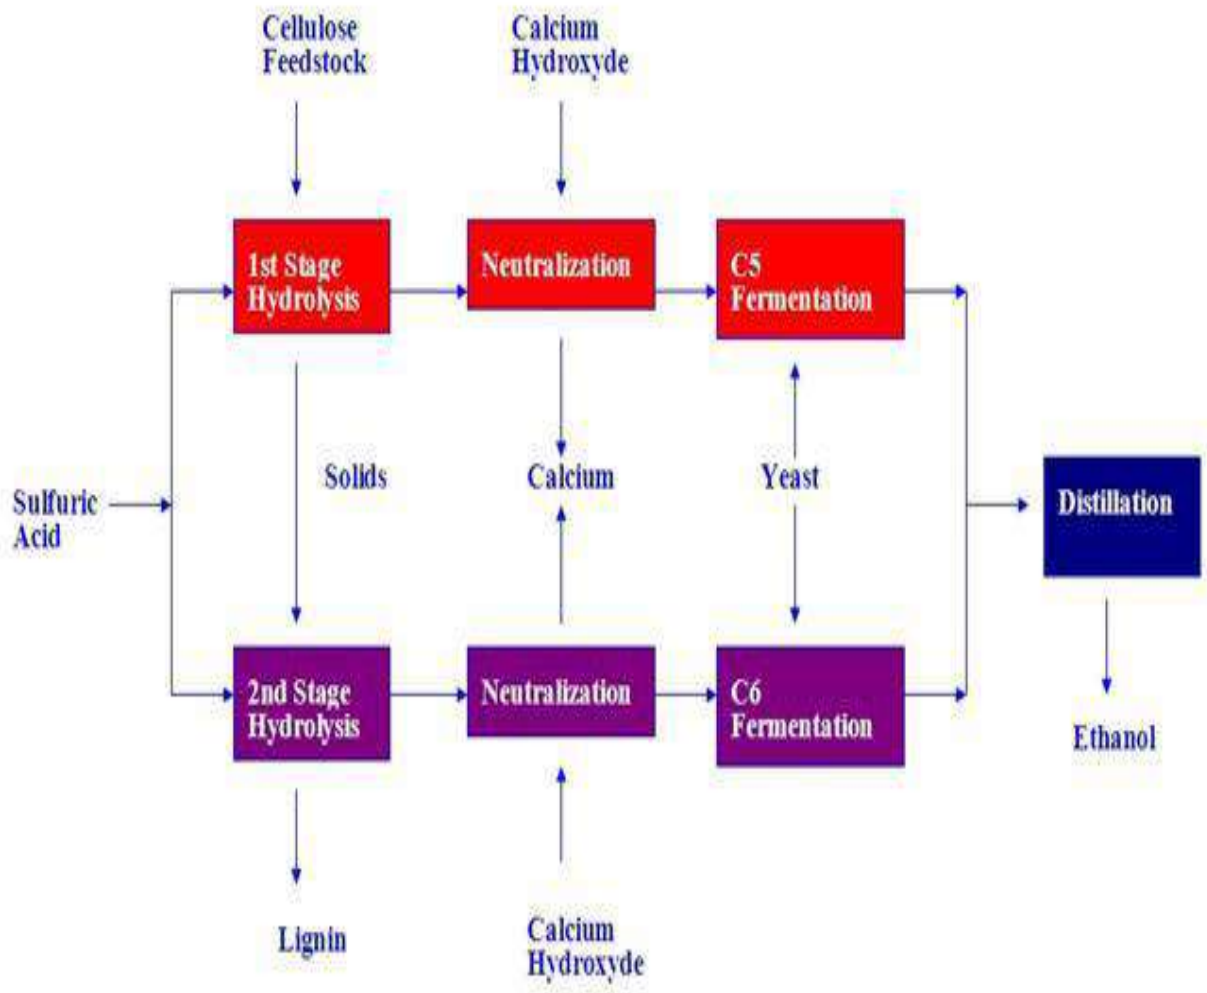 Cellulose
Feedstock
Calcium
Hydroxyde
1st Stage
Hydrolysis
Neutralization
C5
Fermentation
Sulfuric
Acid
Solids
Calcium
Yeast
Distillation
2nd Stage
Hydrolysis
Neutralization
C6
Fermentation
Ethanol
Lignin
Calcium
Hydroxyde